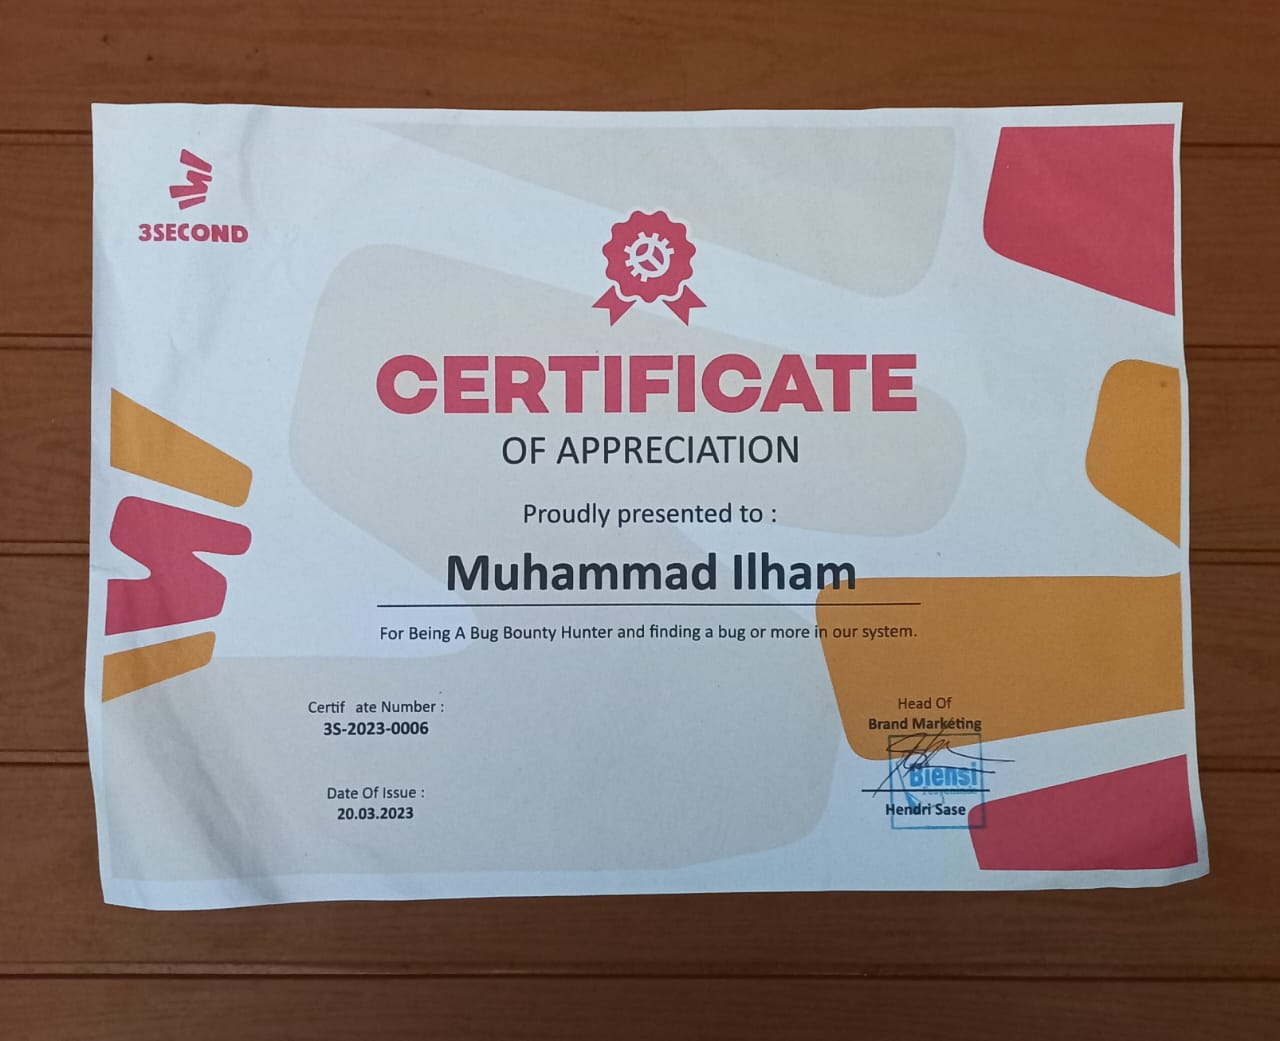 3SECOND
CERTIFICATE
OF APPRECIATION
Proudly presented to :
Muhammad Ilham
For Being A Bug Bounty Hunter and finding a bug or more in our system.
Certif ate Number :
3S-2023-0006
Date Of Issue :
20.03.2023
Head Of
Brand Marketing
Biensi
Hendri Sase